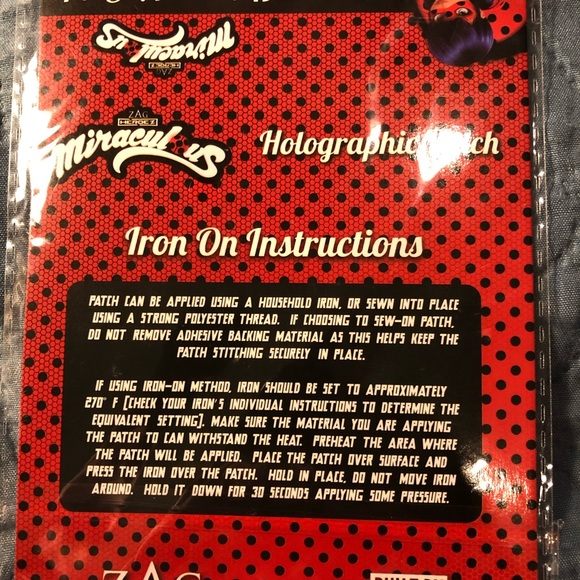 Miraculous
ZAG
HEROEZ
ZAG
HEROEZ
Miraculous
Holographic
Iron On Instructions
PATCH CAN BE APPLIED USING A HOUSEHOLD IRON, OR SEWN INTO PLACE
USING A STRONG POLYESTER THREAD. IF CHOOSING TO SEW-ON PATCH,
DO NOT REMOVE ADHESIVE BACKING MATERIAL AS THIS HELPS KEEP THE
PATCH STITCHING SECURELY IN PLACE.
IF USING IRON-ON METHOD, IRON SHOULD BE SET TO APPROXIMATELY
270° F [CHECK YOUR IRON'S INDIVIDUAL INSTRUCTIONS TO DETERMINE THE
EQUIVALENT SETTING]. MAKE SURE THE MATERIAL YOU ARE APPLYING
THE PATCH TO CAN WITHSTAND THE HEAT. PREHEAT THE AREA WHERE
THE PATCH WILL BE APPLIED. PLACE THE PATCH OVER SURFACE AND
PRESS THE IRON OVER THE PATCH. HOLD IN PLACE, DO NOT MOVE IRON
AROUND. HOLD IT DOWN FOR 30 SECONDS APPLYING SOME PRESSURE.
ZAG